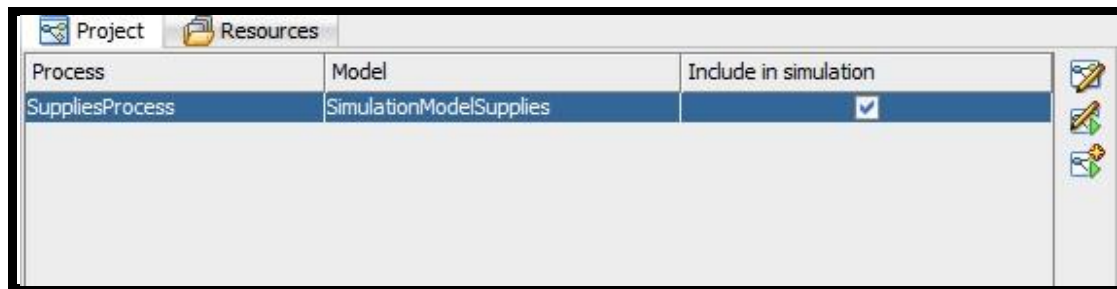 Project Resources
Process Model Include in simulation
SuppliesProcess SimulationModelSupplies